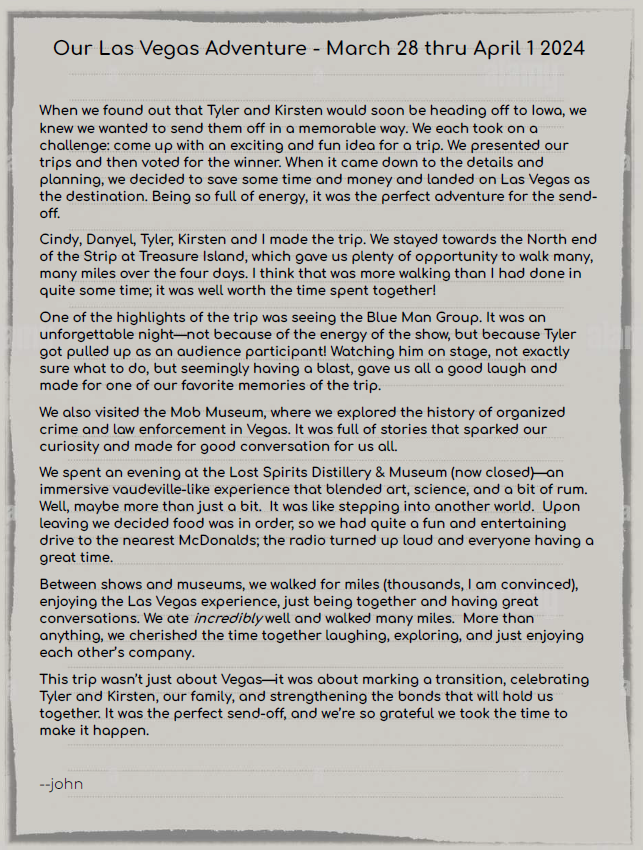 Our Las Vegas Adventure - March 28 thru April 1 2024
When we found out that Tyler and Kirsten would soon be heading off to Iowa, we
knew we wanted to send them off in a memorable way. We each took on a
challenge: come up with an exciting and fun idea for a trip. We presented our
trips and then voted for the winner. When it came down to the details and
planning, we decided to save some time and money and landed on Las Vegas as
the destination. Being so full of energy, it was the perfect adventure for the send-
off.
Cindy, Danyel, Tyler, Kirsten and I made the trip. We stayed towards the North end
of the Strip at Treasure Island, which gave us plenty of opportunity to walk many,
many miles over the four days. I think that was more walking than I had done in
quite some time; it was well worth the time spent together!
One of the highlights of the trip was seeing the Blue Man Group. It was an
unforgettable night—not because of the energy of the show, but because Tyler
got pulled up as an audience participant! Watching him on stage, not exactly
sure what to do, but seemingly having a blast, gave us all a good laugh and
made for one of our favorite memories of the trip.
We also visited the Mob Museum, where we explored the history of organized
crime and law enforcement in Vegas. It was full of stories that sparked our
curiosity and made for good conversation for us all.
We spent an evening at the Lost Spirits Distillery & Museum (now closed)—an
immersive vaudeville-like experience that blended art, science, and a bit of rum.
Well, maybe more than just a bit.  It was like stepping into another world.  Upon
leaving we decided food was in order, so we had quite a fun and entertaining
drive to the nearest McDonalds; the radio turned up loud and everyone having a
great time.
Between shows and museums, we walked for miles (thousands, I am convinced),
enjoying the Las Vegas experience, just being together and having great
conversations. We ate incredibly well and walked many miles.  More than
anything, we cherished the time together laughing, exploring, and just enjoying
each other's company.
This trip wasn't just about Vegas—it was about marking a transition, celebrating
Tyler and Kirsten, our family, and strengthening the bonds that will hold us
together. It was the perfect send-off, and we're so grateful we took the time to
make it happen.
--john